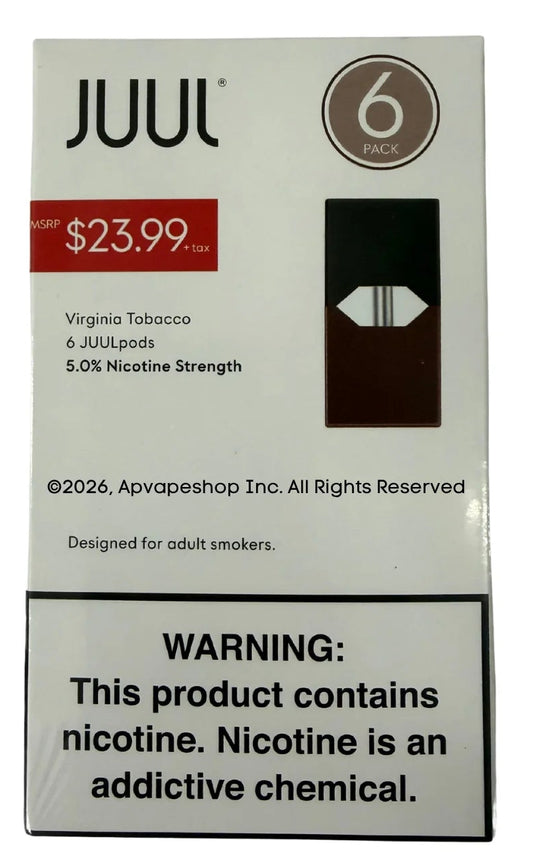 JUUL®
6
PACK
MSRP $23.99 + tax
Virginia Tobacco
6 JUULpods
5.0% Nicotine Strength
©2026, Apvapeshop Inc. All Rights Reserved
Designed for adult smokers.
WARNING:
This product contains
nicotine. Nicotine is an
addictive chemical.